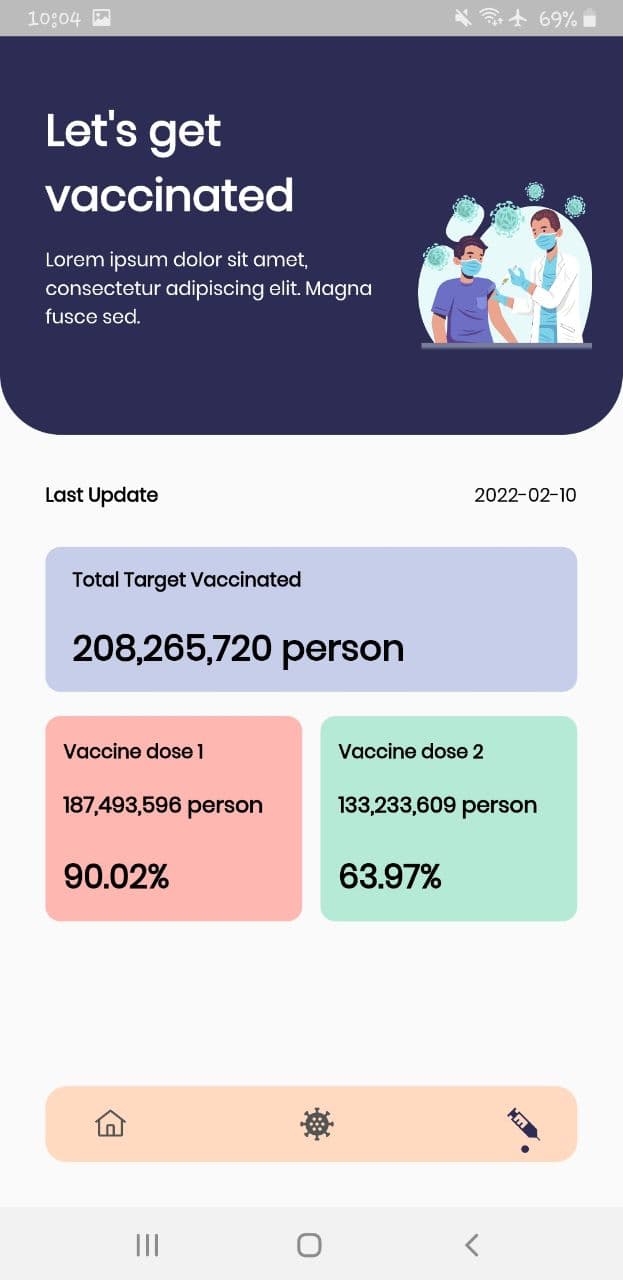 10:04 69%
Let's get
vaccinated
Lorem ipsum dolor sit amet,
consectetur adipiscing elit. Magna
fusce sed.
Last Update 2022-02-10
Total Target Vaccinated
208,265,720 person
Vaccine dose 1
187,493,596 person
90.02%
Vaccine dose 2
133,233,609 person
63.97%